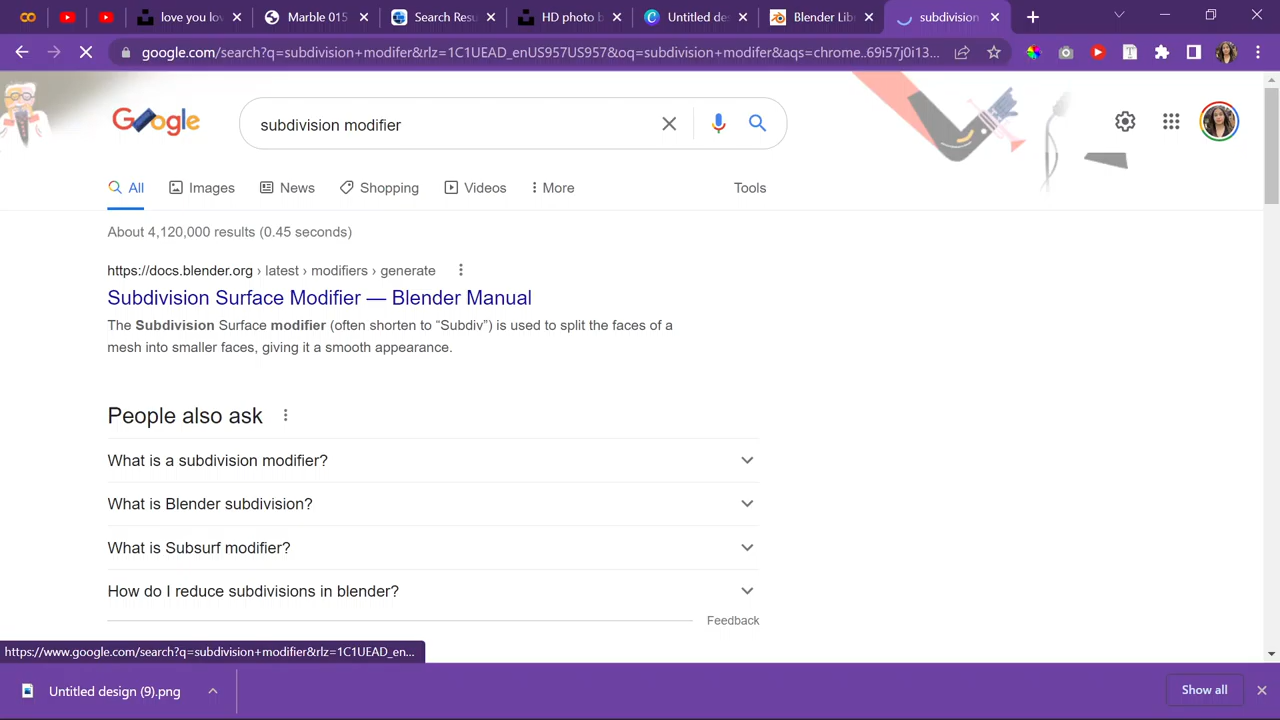 love you lov
Marble 015
Search Resu
HD photo b
Untitled de
Blender Lib
subdivision
google.com/search?q=subdivision+modifer&rlz=1C1UEAD_enUS957US957&oq=subdivision+modifer&aqs=chrome..69i57j0i13...
Google
subdivision modifier
All
Images
News
Shopping
Videos
More
Tools
About 4,120,000 results (0.45 seconds)
https://docs.blender.org › latest › modifiers › generate
Subdivision Surface Modifier — Blender Manual
The Subdivision Surface modifier (often shorten to “Subdiv”) is used to split the faces of a
mesh into smaller faces, giving it a smooth appearance.
People also ask
What is a subdivision modifier?
What is Blender subdivision?
What is Subsurf modifier?
How do I reduce subdivisions in blender?
Feedback
https://www.google.com/search?q=subdivision+modifier&rlz=1C1UEAD_en...
Untitled design (9).png
Show all